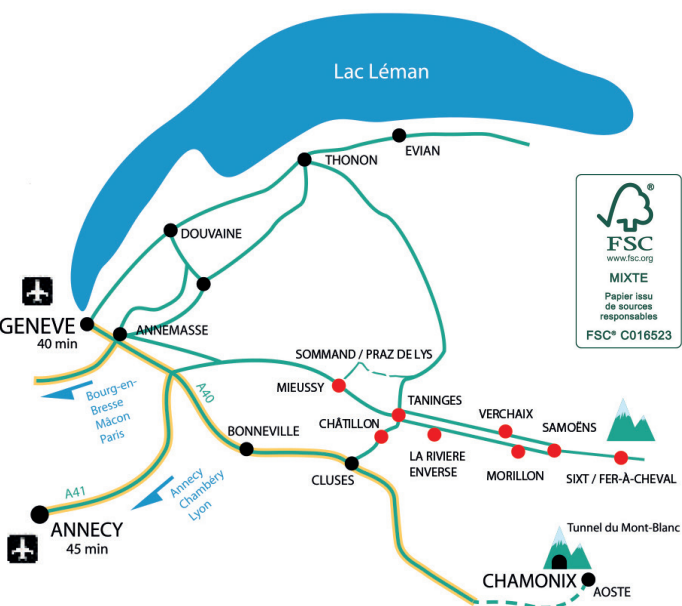 Lac Léman
EVIAN
THONON
DOUVAINE
FSC
®
www.fsc.org
MIXTE
Papier issu
de sources
responsables
FSC® C016523
GENEVE
40 min
ANNEMASSE
SOMMAND / PRAZ DE LYS
MIEUSSY
Bourg-en-
Bresse
Mâcon
Paris
A40
TANINGES
VERCHAIX
CHÂTILLON
SAMOËNS
BONNEVILLE
LA RIVIERE
ENVERSE
MORILLON
CLUSES
SIXT / FER-À-CHEVAL
A41
Annecy
Chambéry
Lyon
ANNECY
45 min
Tunnel du Mont-Blanc
CHAMONIX
AOSTE